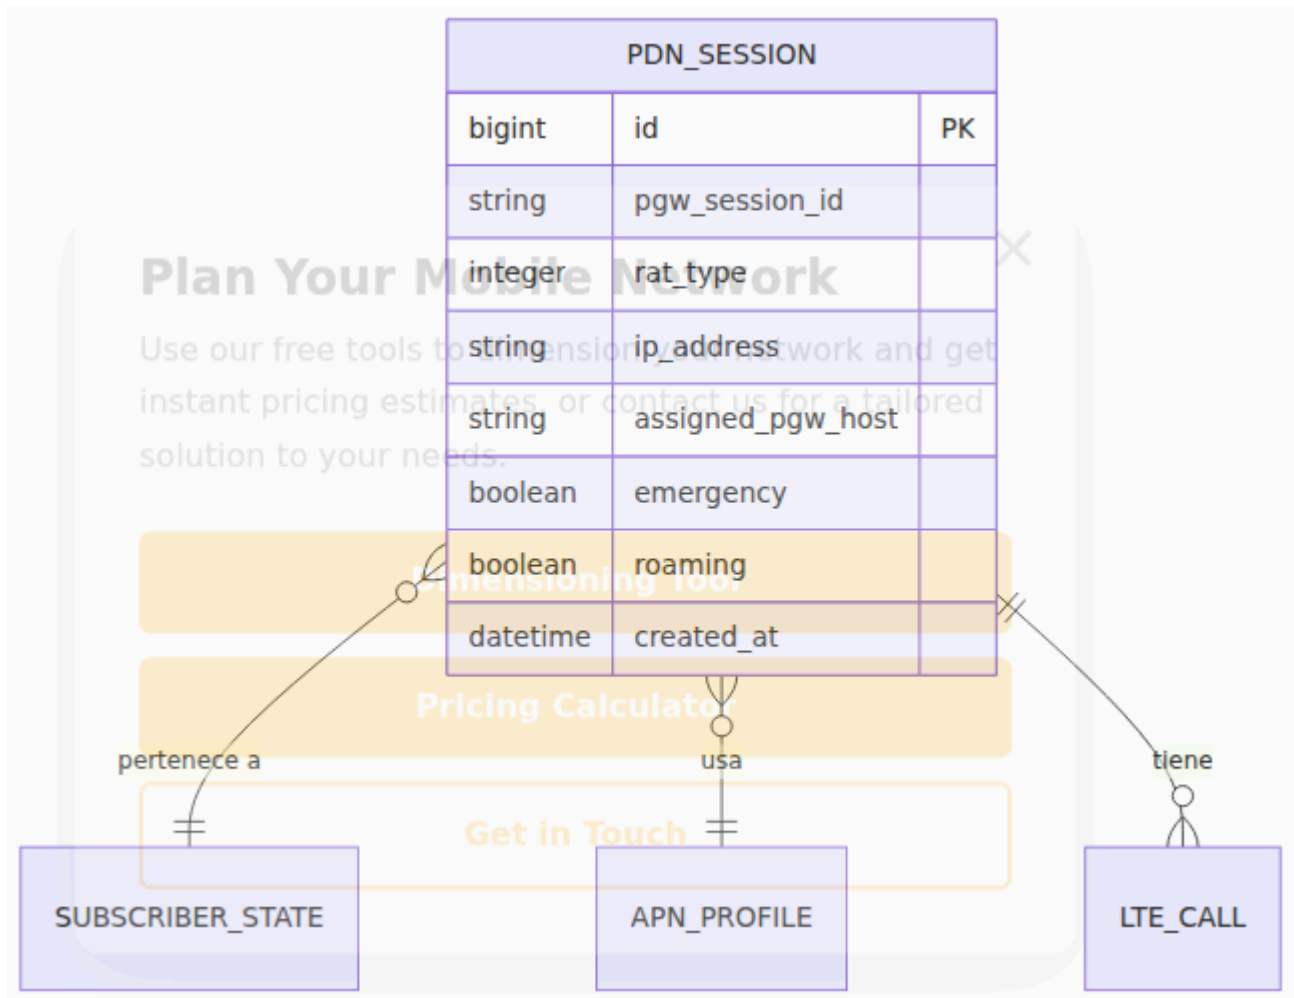 PDN_SESSION
bigint id PK
string pgw_session_id
integer rat_type
string ip_address
string assigned_pgw_host
boolean emergency
boolean roaming
datetime created_at
Plan Your Mobile Network
Use our free tools to dimension your network and get
instant pricing estimates, or contact us for a tailored
solution to your needs.
Dimensioning Tool
Pricing Calculator
Get in Touch
pertenece a
usa
tiene
SUBSCRIBER_STATE
APN_PROFILE
LTE_CALL